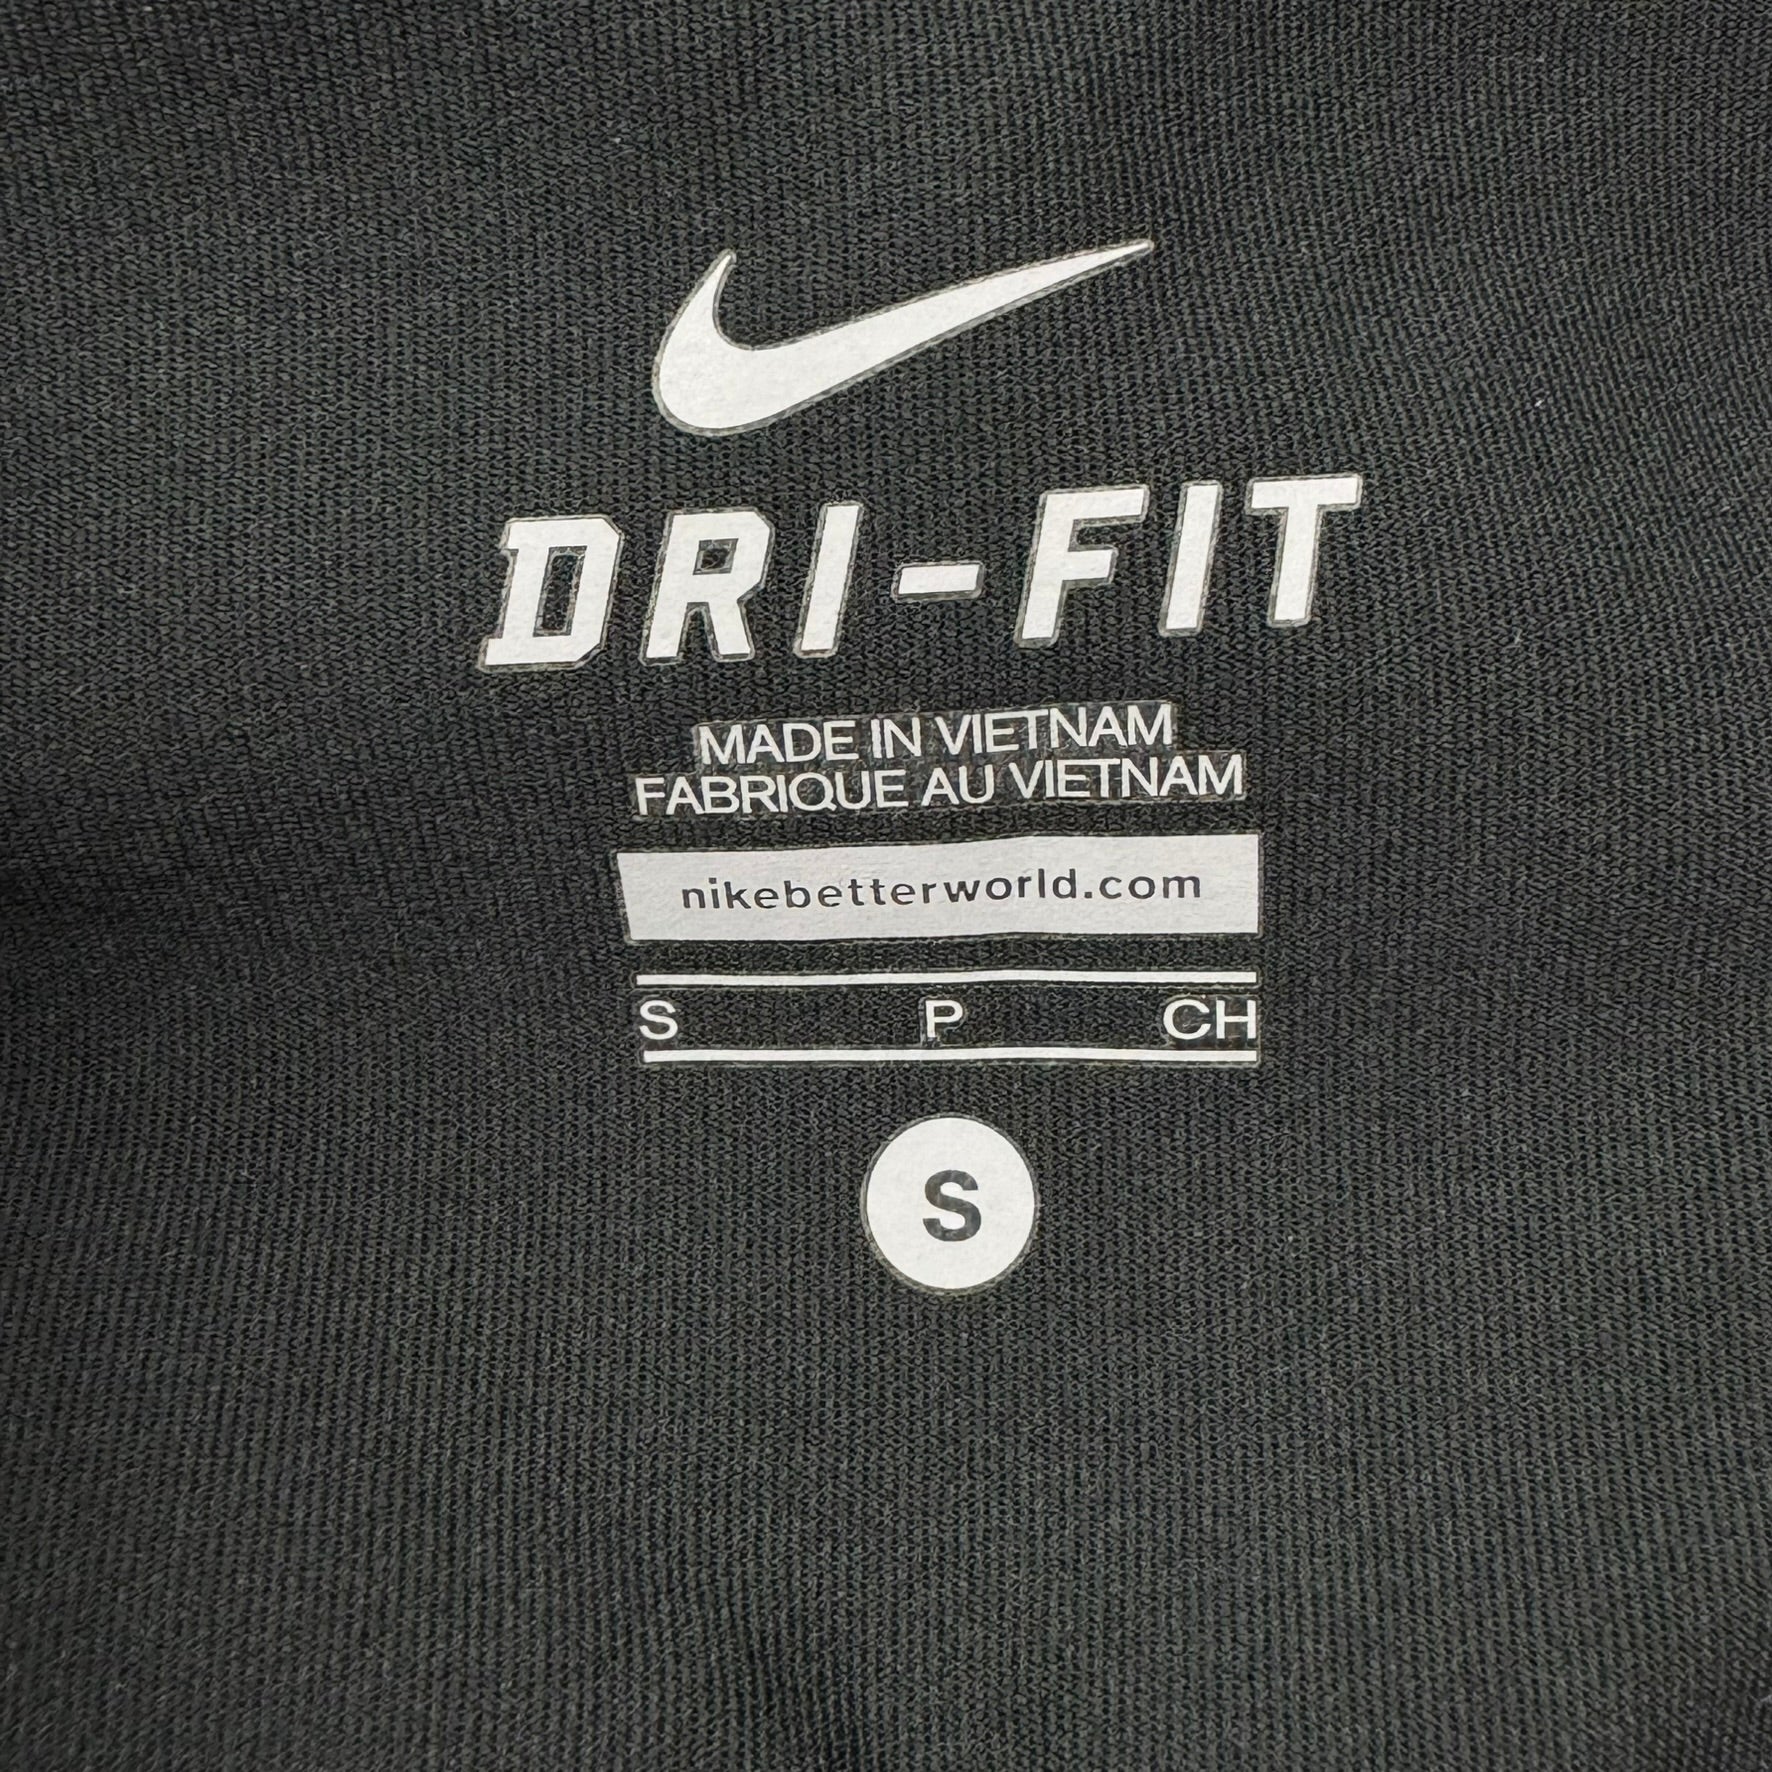 DRI-FIT
MADE IN VIETNAM
FABRIQUE AU VIETNAM
nikebetterworld.com
S P CH
S